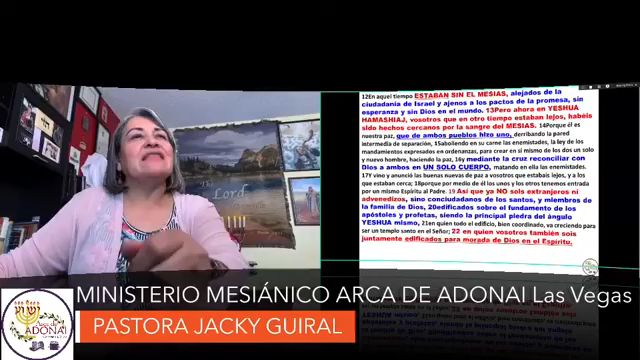 12En aquel tiempo ESTABAN SIN EL MESIAS, alejados de la
ciudadanía de Israel y ajenos a los pactos de la promesa, sin
esperanza y sin Dios en el mundo. 13Pero ahora en YESHUA
HAMASHIAJ, vosotros que en otro tiempo estaban lejos, habéis
sido hechos cercanos por la sangre del MESIAS. 14Porque él es
nuestra paz, que de ambos pueblos hizo uno, derribando la pared
intermedia de separación, 15aboliendo en su carne las enemistades, la ley de los
mandamientos expresados en ordenanzas, para crear en sí mismo de los dos un solo
y nuevo hombre, haciendo la paz, 16y mediante la cruz reconciliar con
Dios a ambos en UN SOLO CUERPO, matando en ella las enemistades.
17Y vino y anunció las buenas nuevas de paz a vosotros que estabais lejos, y a los
que estaban cerca; 18porque por medio de él los unos y los otros tenemos entrada
por un mismo Espíritu al Padre. 19 Así que ya NO sois extranjeros ni
advenedizos, sino conciudadanos de los santos, y miembros de
la familia de Dios, 20edificados sobre el fundamento de los
apóstoles y profetas, siendo la principal piedra del ángulo
YESHUA mismo, 21en quien todo el edificio, bien coordinado, va creciendo para
ser un templo santo en el Señor; 22 en quien vosotros también sois
juntamente edificados para morada de Dios en el Espíritu.
The
Lord
MINISTERIO MESIÁNICO ARCA DE ADONAI Las Vegas
PASTORA JACKY GUIRAL
Arca de
ADONAI